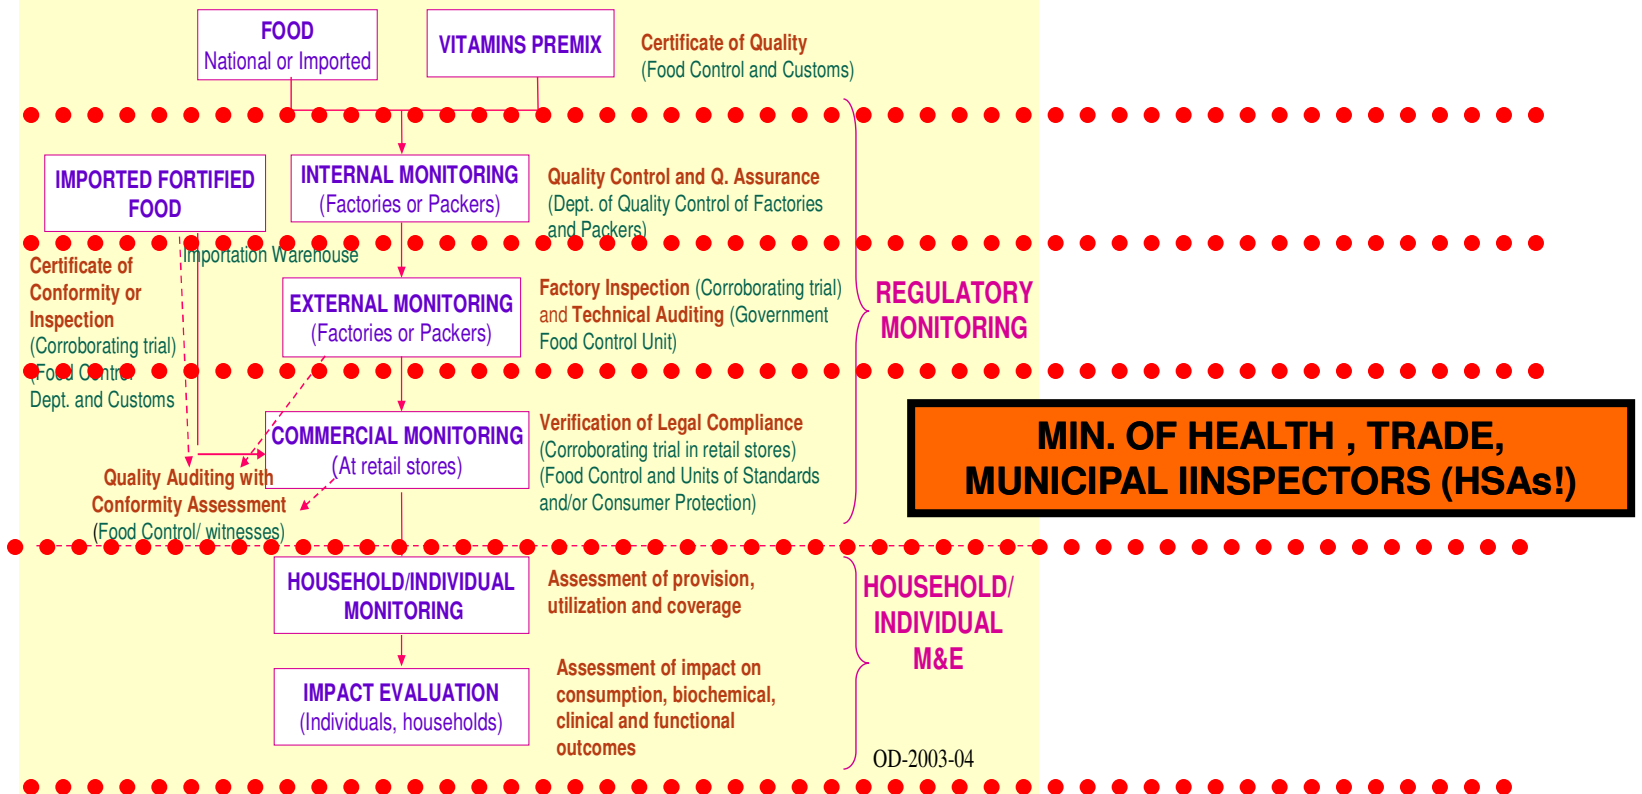 FOOD
National or Imported
VITAMINS PREMIX
Certificate of Quality
(Food Control and Customs)
IMPORTED FORTIFIED
FOOD
INTERNAL MONITORING
(Factories or Packers)
Quality Control and Q. Assurance
(Dept. of Quality Control of Factories
and Packers)
Importation Warehouse
Certificate of
Conformity or
Inspection
(Corroborating trial)
(Food Control
Dept. and Customs
EXTERNAL MONITORING
(Factories or Packers)
Factory Inspection (Corroborating trial)
and Technical Auditing (Government
Food Control Unit)
REGULATORY
MONITORING
COMMERCIAL MONITORING
(At retail stores)
Verification of Legal Compliance
(Corroborating trial in retail stores)
(Food Control and Units of Standards
and/or Consumer Protection)
MIN. OF HEALTH , TRADE,
MUNICIPAL IINSPECTORS (HSAs!)
Quality Auditing with
Conformity Assessment
(Food Control/ witnesses)
HOUSEHOLD/INDIVIDUAL
MONITORING
Assessment of provision,
utilization and coverage
HOUSEHOLD/
INDIVIDUAL
M&E
IMPACT EVALUATION
(Individuals, households)
Assessment of impact on
consumption, biochemical,
clinical and functional
outcomes
OD-2003-04